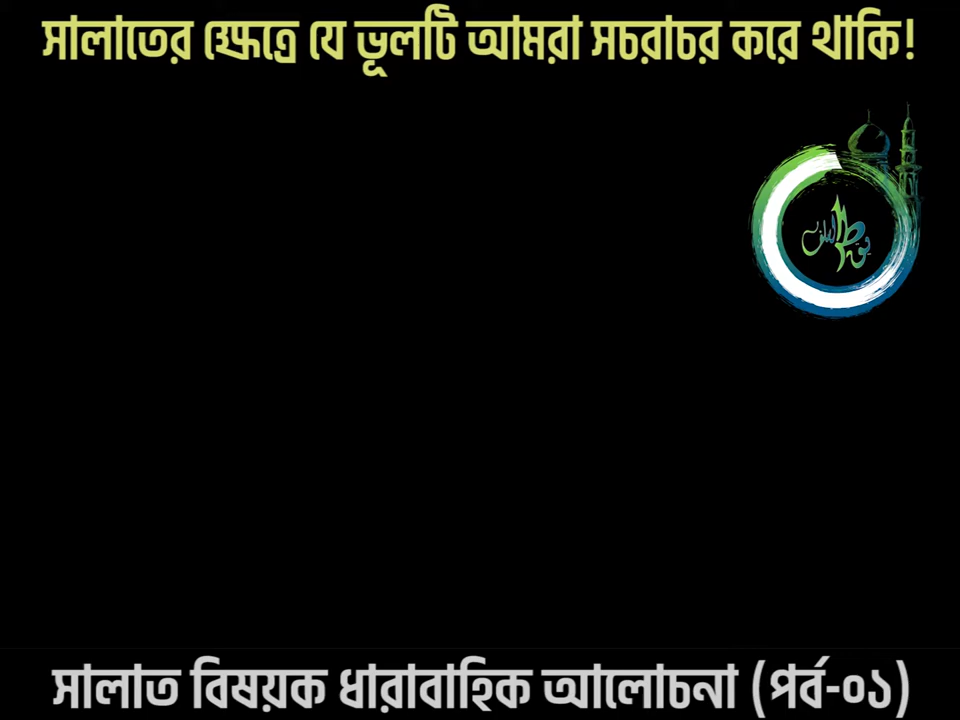 সালাতের ক্ষেত্রে যে ভূলটি আমরা সচরাচর করে থাকি!
সালাত বিষয়ক ধারাবাহিক আলোচনা (পর্ব-০১)